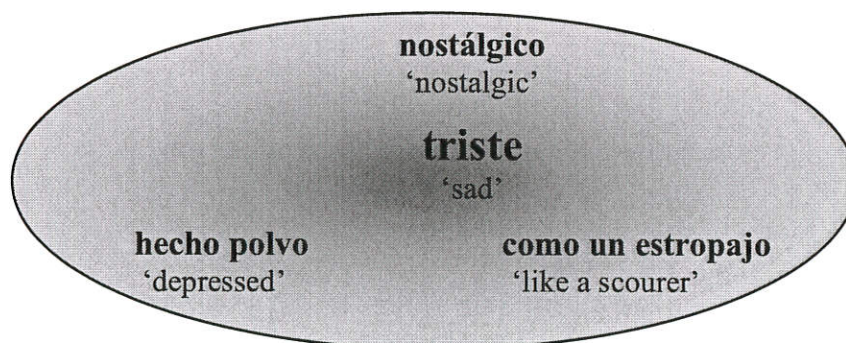 nostálgico
‘nostalgic’
triste
‘sad’
hecho polvo
‘depressed’
como un estropajo
‘like a scourer’